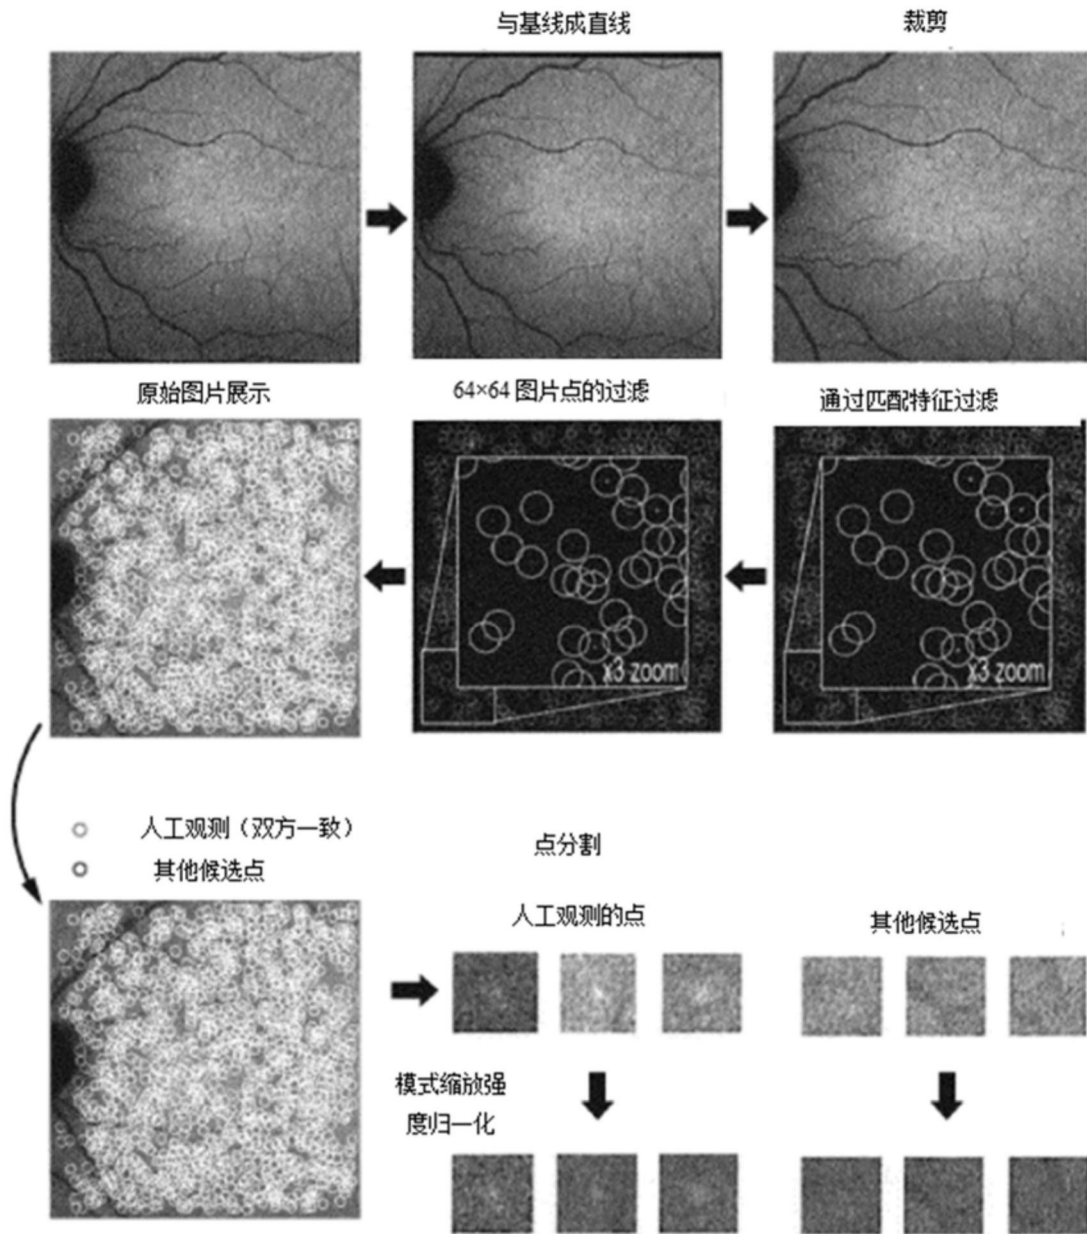 与基线成直线
裁剪
原始图片展示
64×64 图片点的过滤
通过匹配特征过滤
x3 zoom
x3 zoom
人工观测（双方一致）
其他候选点
点分割
人工观测的点
其他候选点
模式缩放强
度归一化